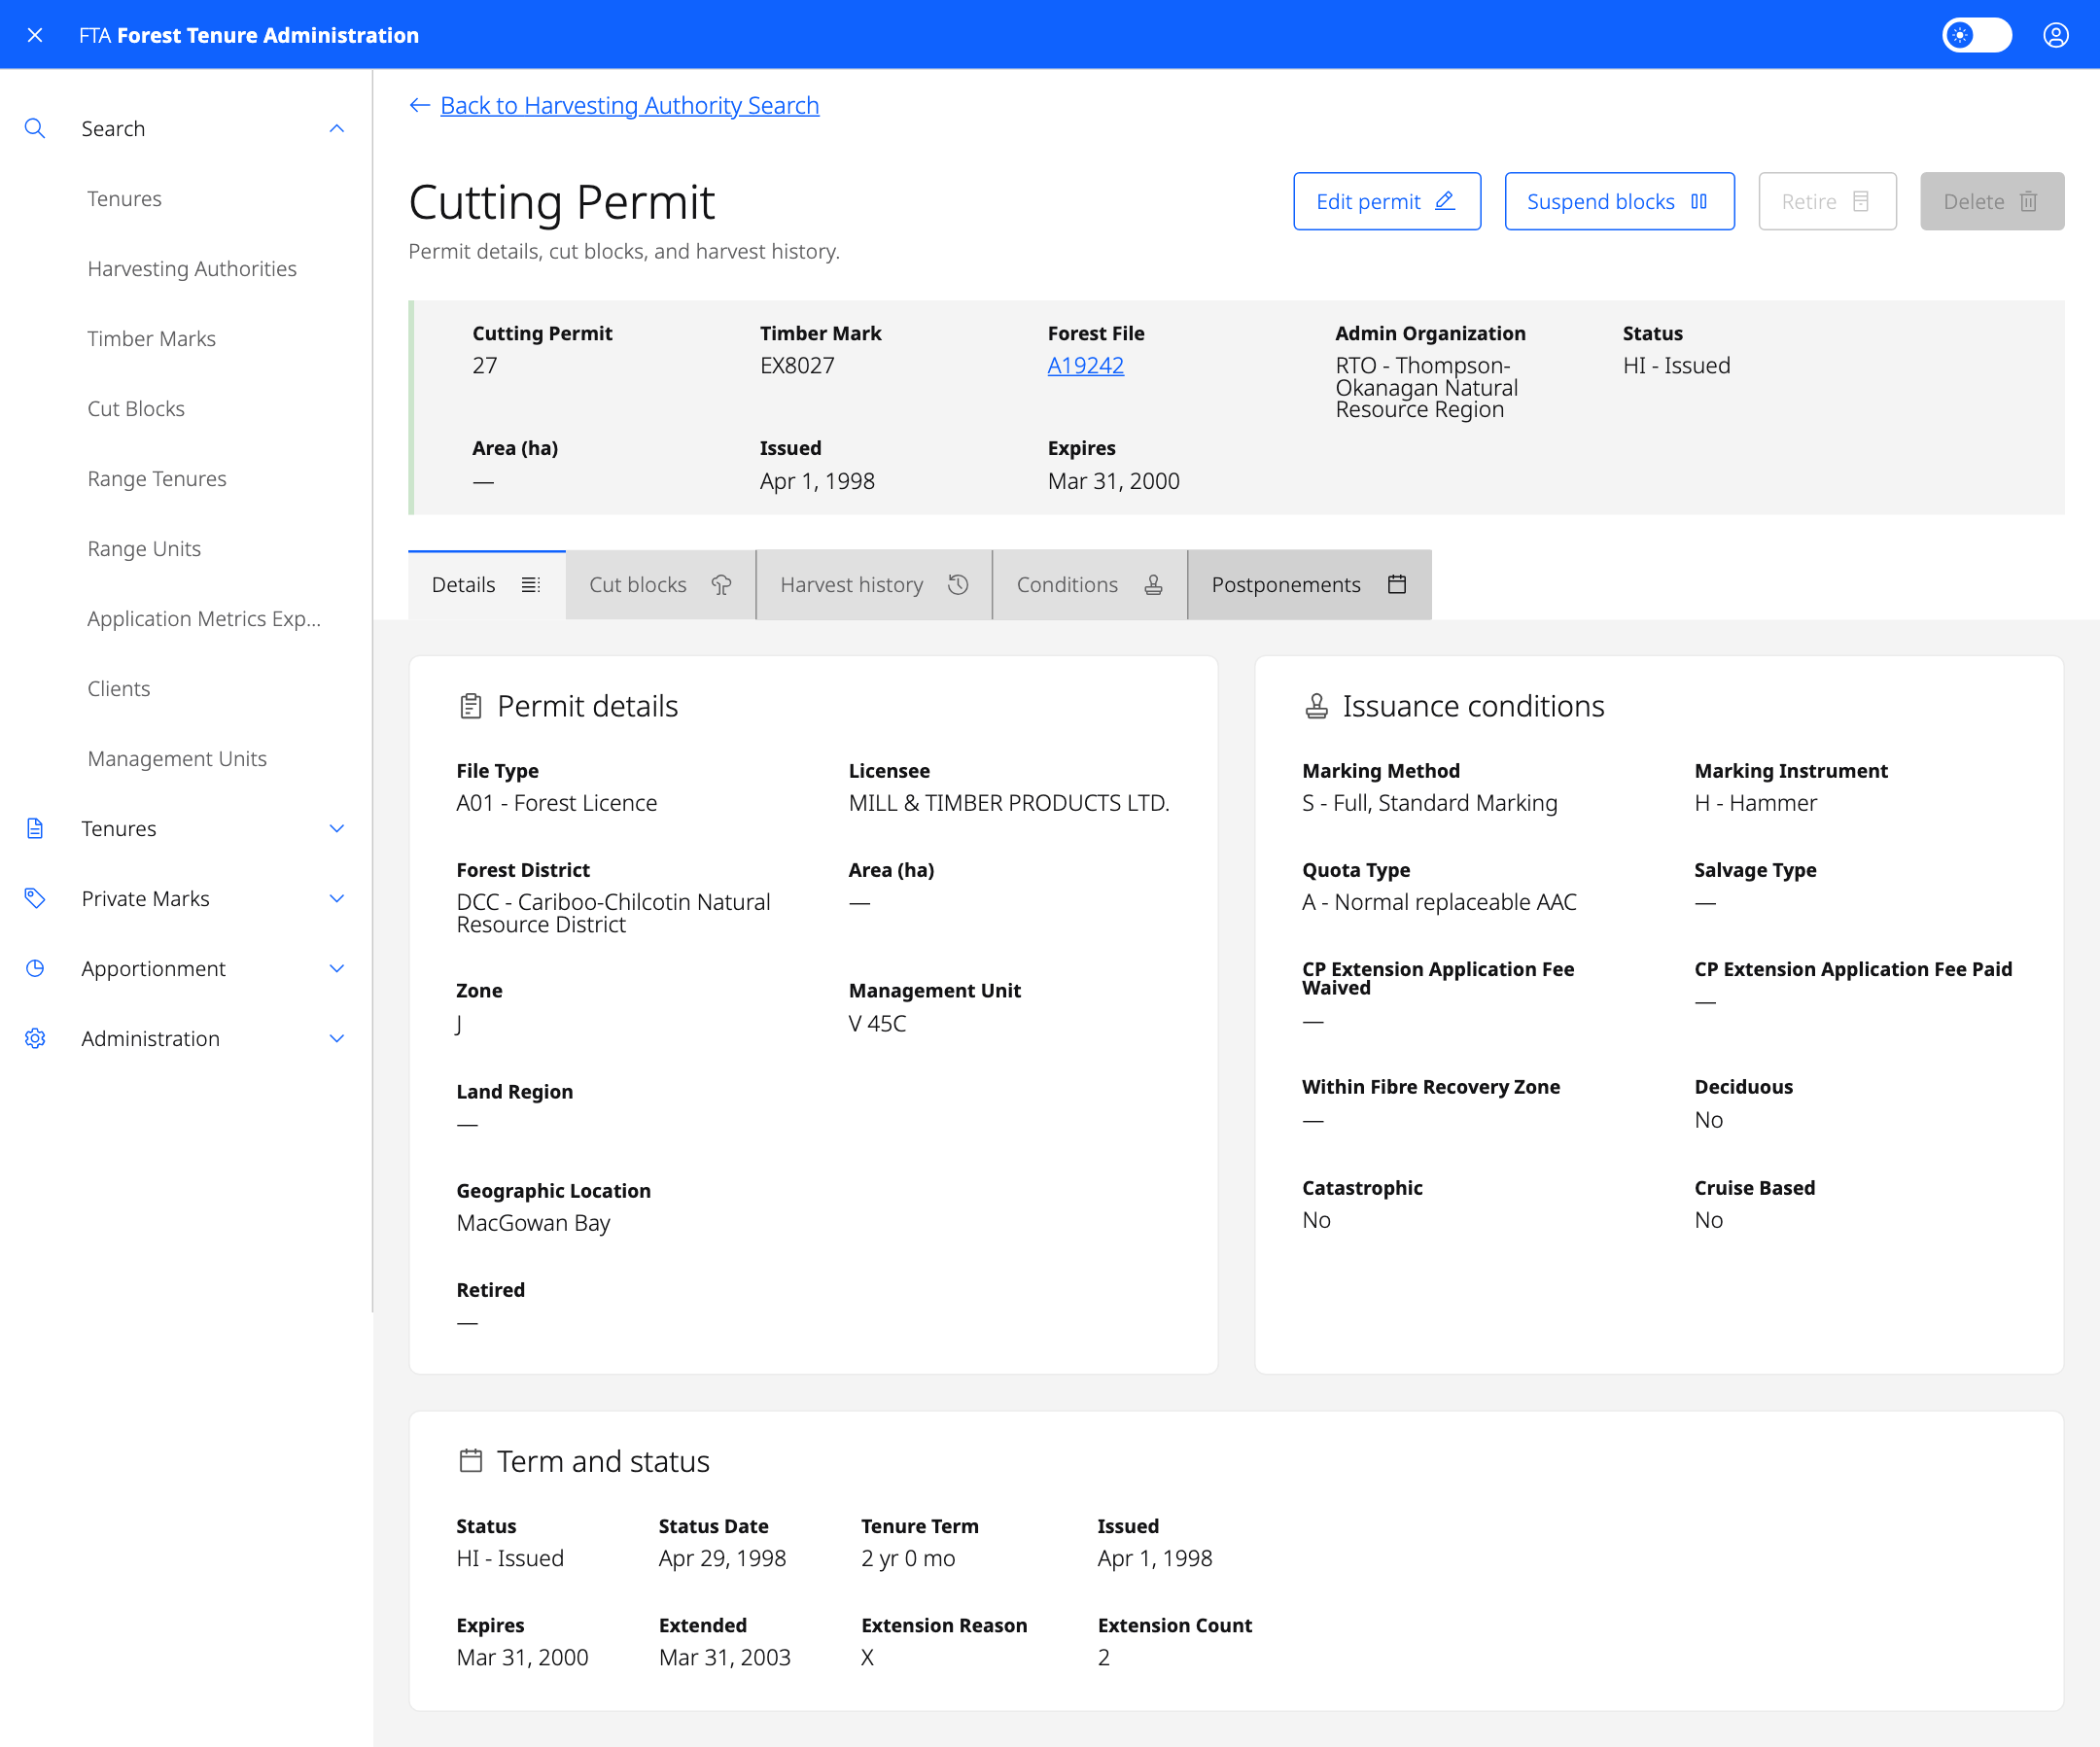 FTA Forest Tenure Administration
Search
Tenures
Harvesting Authorities
Timber Marks
Cut Blocks
Range Tenures
Range Units
Application Metrics Exp...
Clients
Management Units
Tenures
Private Marks
Apportionment
Administration
Back to Harvesting Authority Search
Cutting Permit
Permit details, cut blocks, and harvest history.
Edit permit
Suspend blocks
Retire
Delete
Cutting Permit
27
Timber Mark
EX8027
Forest File
A19242
Admin Organization
RTO - Thompson-
Okanagan Natural
Resource Region
Status
HI - Issued
Area (ha)
—
Issued
Apr 1, 1998
Expires
Mar 31, 2000
Details
Cut blocks
Harvest history
Conditions
Postponements
Permit details
File Type
A01 - Forest Licence
Licensee
MILL & TIMBER PRODUCTS LTD.
Forest District
DCC - Cariboo-Chilcotin Natural
Resource District
Area (ha)
—
Zone
J
Management Unit
V 45C
Land Region
—
Geographic Location
MacGowan Bay
Retired
—
Issuance conditions
Marking Method
S - Full, Standard Marking
Marking Instrument
H - Hammer
Quota Type
A - Normal replaceable AAC
Salvage Type
—
CP Extension Application Fee
Waived
—
CP Extension Application Fee Paid
—
Within Fibre Recovery Zone
—
Deciduous
No
Catastrophic
No
Cruise Based
No
Term and status
Status
HI - Issued
Status Date
Apr 29, 1998
Tenure Term
2 yr 0 mo
Issued
Apr 1, 1998
Expires
Mar 31, 2000
Extended
Mar 31, 2003
Extension Reason
X
Extension Count
2